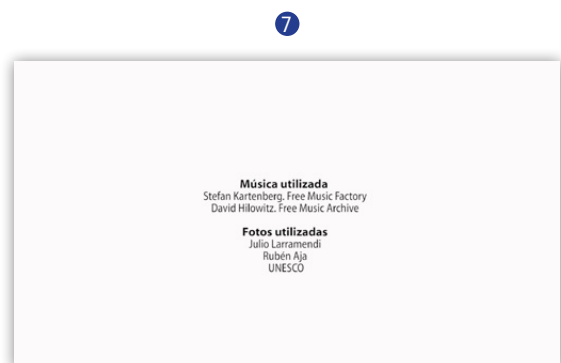 7
Música utilizada
Stefan Kartenberg. Free Music Factory
David Hilowitz. Free Music Archive
Fotos utilizadas
Julio Larramendi
Rubén Aja
UNESCO